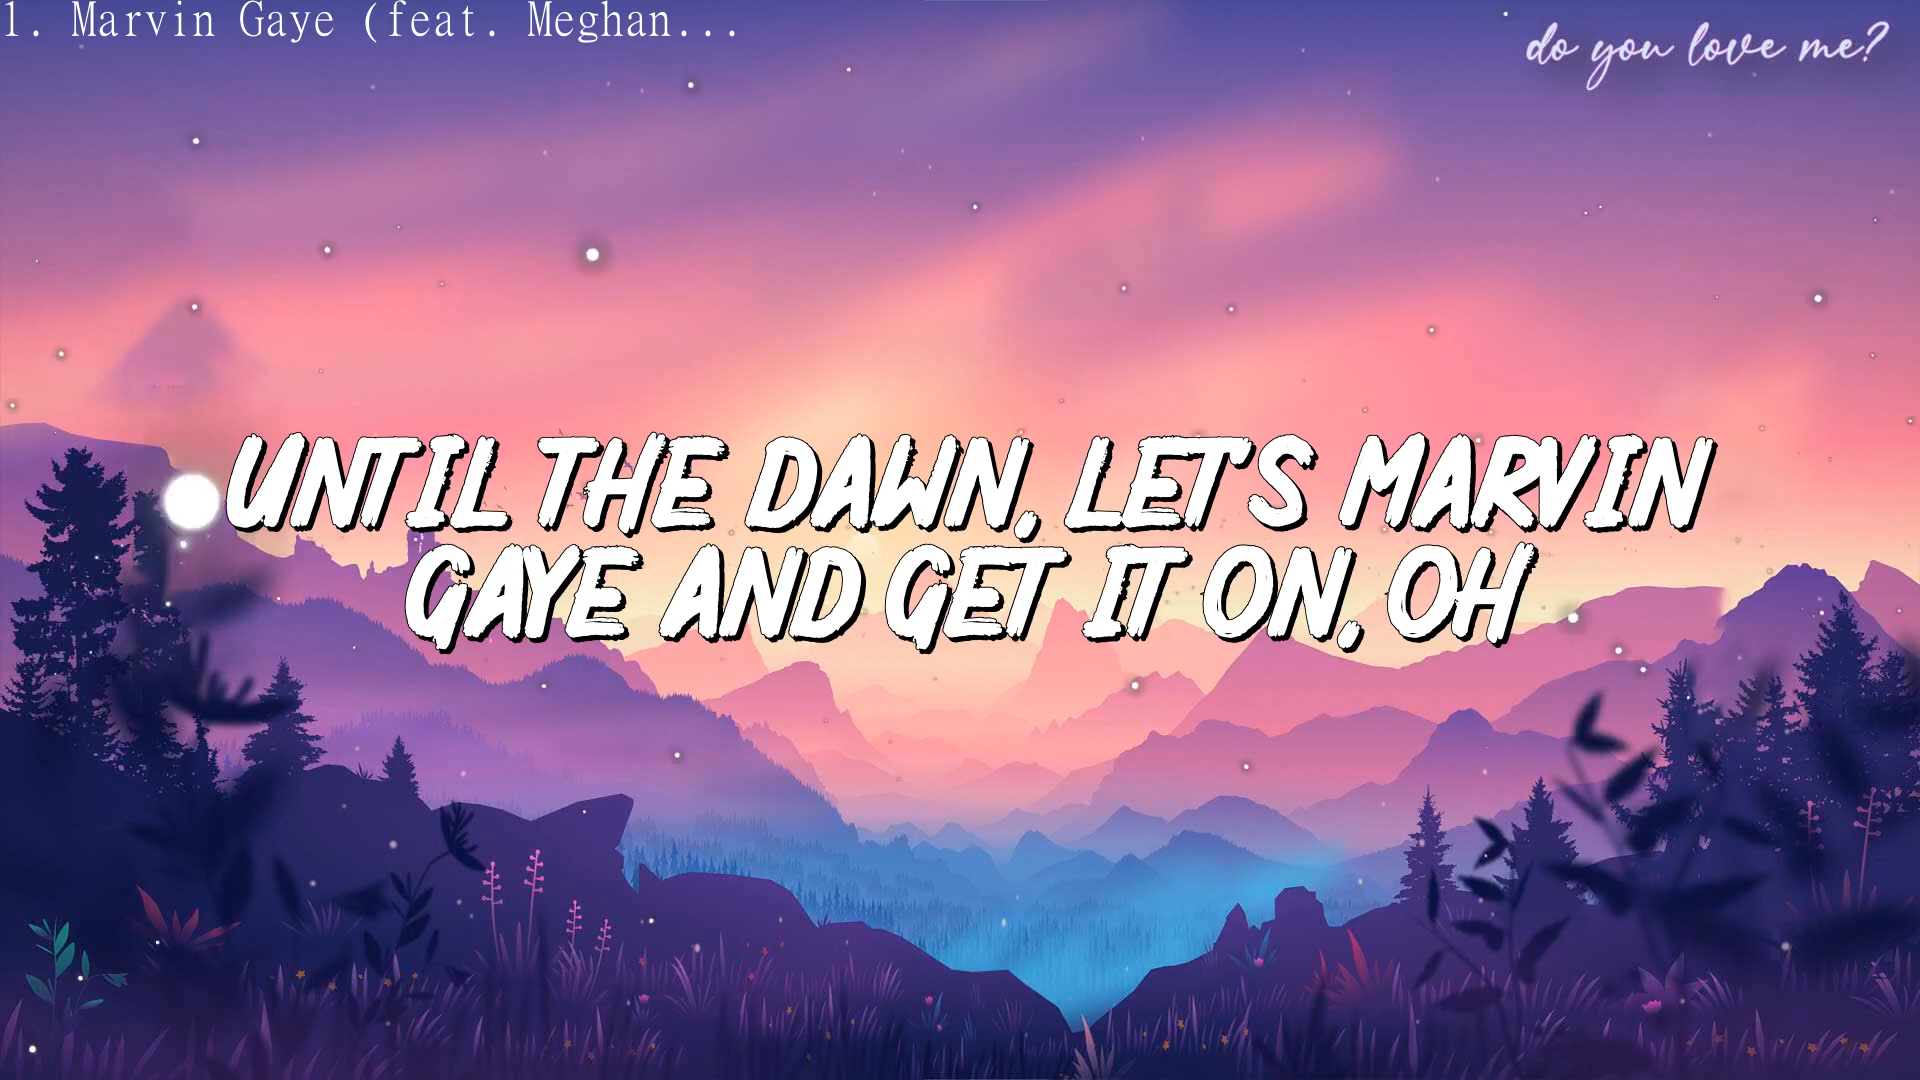 1. Marvin Gaye (feat. Meghan...
do you love me?
UNTIL THE DAWN, LET'S MARVIN
GAYE AND GET IT ON, OH